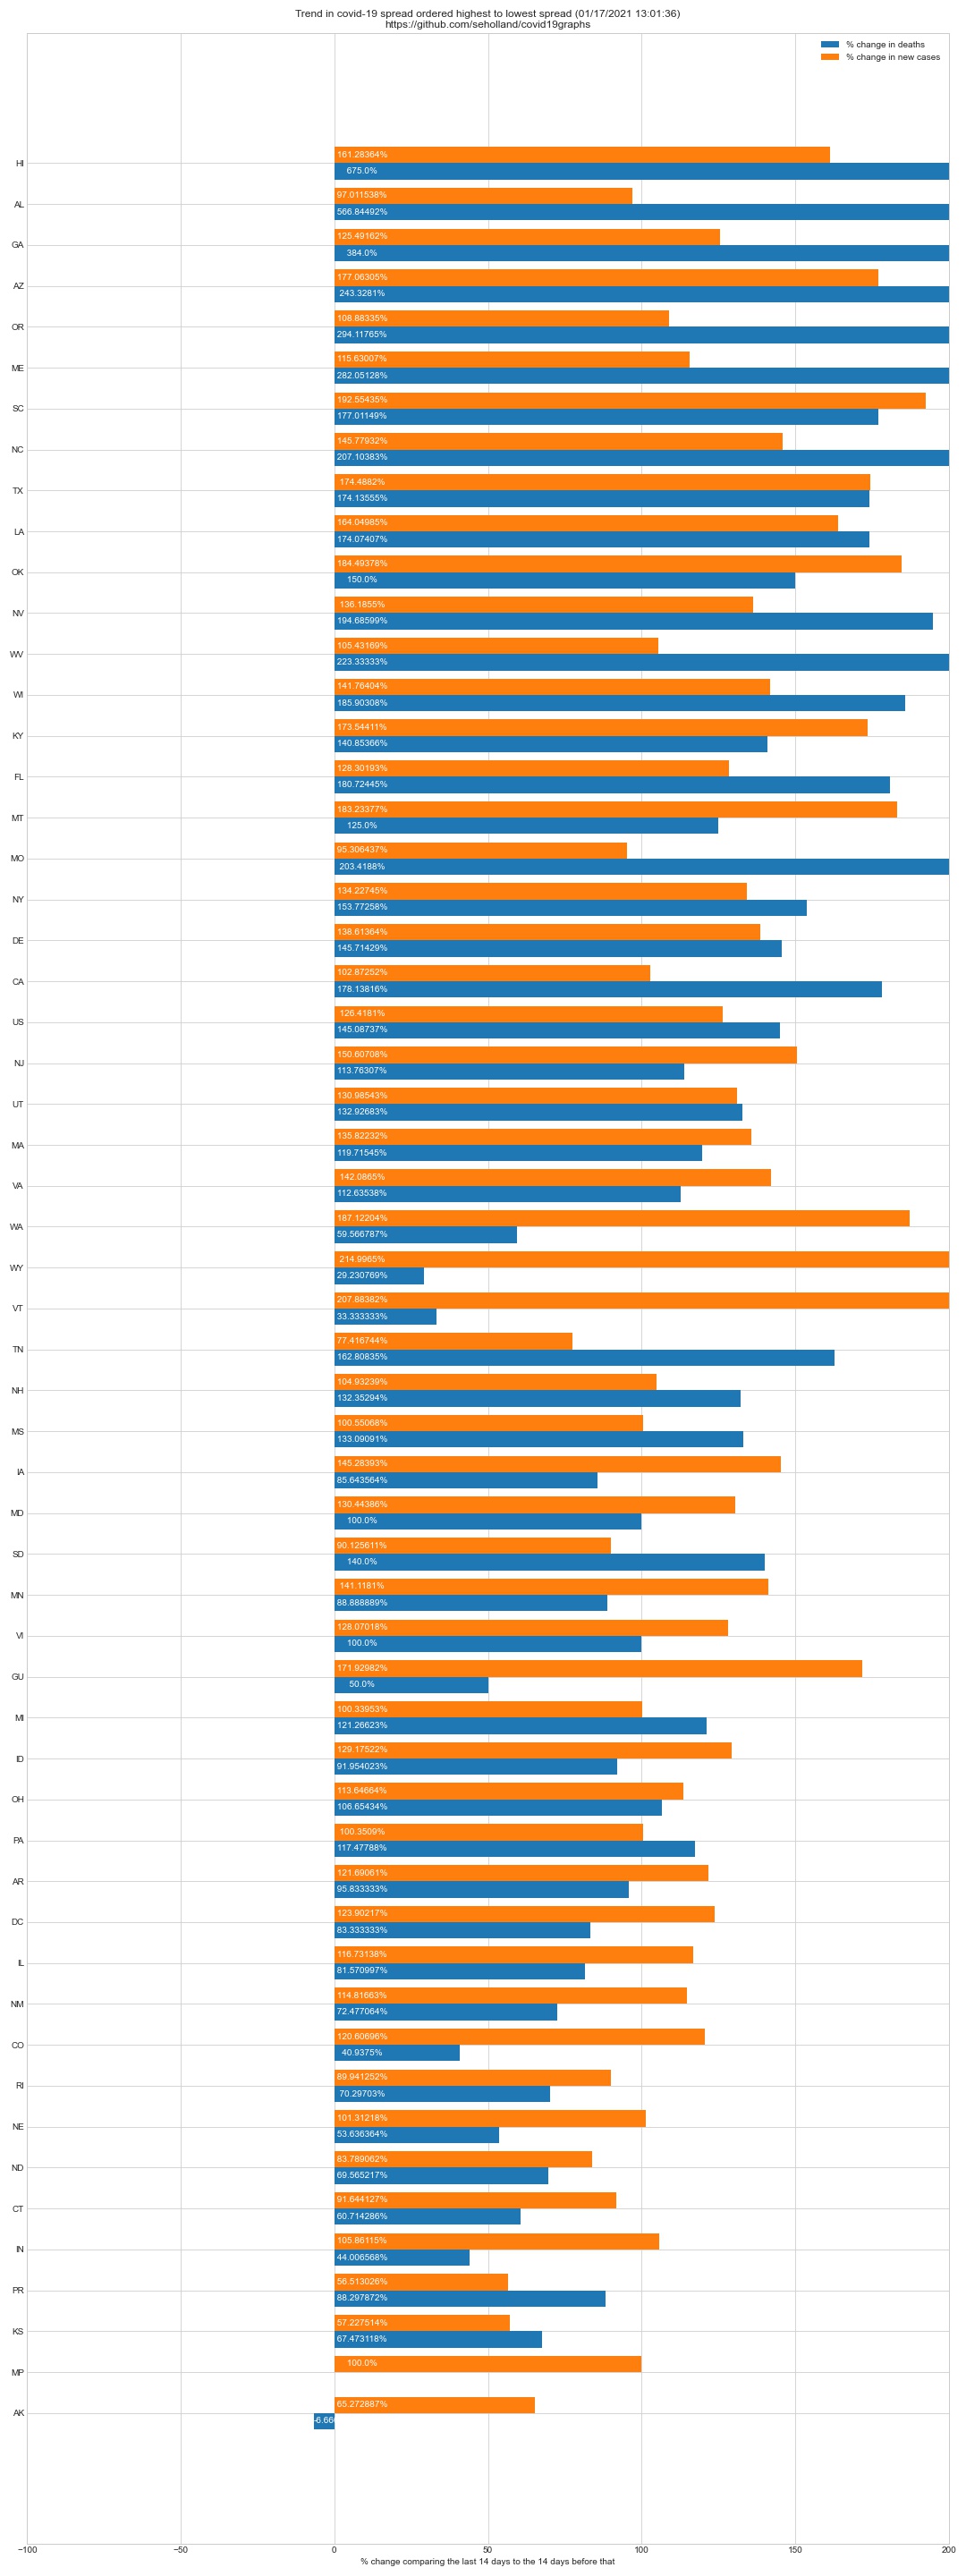 Trend in covid-19 spread ordered highest to lowest spread (01/17/2021 13:01:36)
https://github.com/seholland/covid19graphs
% change in deaths
% change in new cases
161.28364%
HI
675.0%
97.011538%
AL
566.84492%
125.49162%
GA
384.0%
177.06305%
AZ
243.3281%
108.88335%
OR
294.11765%
115.63007%
ME
282.05128%
192.55435%
SC
177.01149%
145.77932%
NC
207.10383%
174.4882%
TX
174.13555%
164.04985%
LA
174.07407%
184.49378%
OK
150.0%
136.1855%
NV
194.68599%
105.43169%
WV
223.33333%
141.76404%
WI
185.90308%
173.54411%
KY
140.85366%
128.30193%
FL
180.72445%
183.23377%
MT
125.0%
95.306437%
MO
203.4188%
134.22745%
NY
153.77258%
138.61364%
DE
145.71429%
102.87252%
CA
178.13816%
126.4181%
US
145.08737%
150.60708%
NJ
113.76307%
130.98543%
UT
132.92683%
135.82232%
MA
119.71545%
142.0865%
VA
112.63538%
187.12204%
WA
59.566787%
214.9965%
WY
29.230769%
207.88382%
VT
33.333333%
77.416744%
TN
162.80835%
104.93239%
NH
132.35294%
100.55068%
MS
133.09091%
145.28393%
IA
85.643564%
130.44386%
MD
100.0%
90.125611%
SD
140.0%
141.1181%
MN
88.888889%
128.07018%
VI
100.0%
171.92982%
GU
50.0%
100.33953%
MI
121.26623%
129.17522%
ID
91.954023%
113.64664%
OH
106.65434%
100.3509%
PA
117.47788%
121.69061%
AR
95.833333%
123.90217%
DC
83.333333%
116.73138%
IL
81.570997%
114.81663%
NM
72.477064%
120.60696%
CO
40.9375%
89.941252%
RI
70.29703%
101.31218%
NE
53.636364%
83.789062%
ND
69.565217%
91.644127%
CT
60.714286%
105.86115%
IN
44.006568%
56.513026%
PR
88.297872%
57.227514%
KS
67.473118%
100.0%
MP
65.272887%
AK
−100 −50 0 50 100 150 200
% change comparing the last 14 days to the 14 days before that